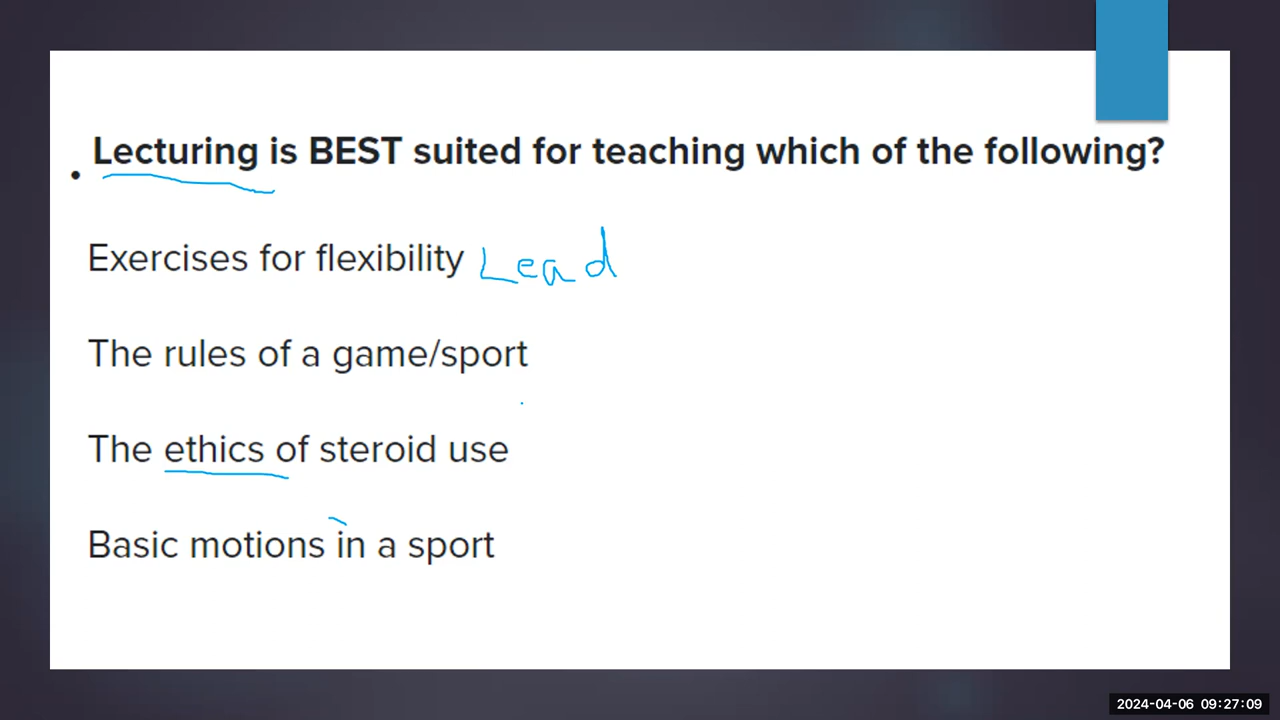 • Lecturing is BEST suited for teaching which of the following?
Exercises for flexibility Lead
The rules of a game/sport
The ethics of steroid use
Basic motions in a sport
2024-04-06 09:27:09